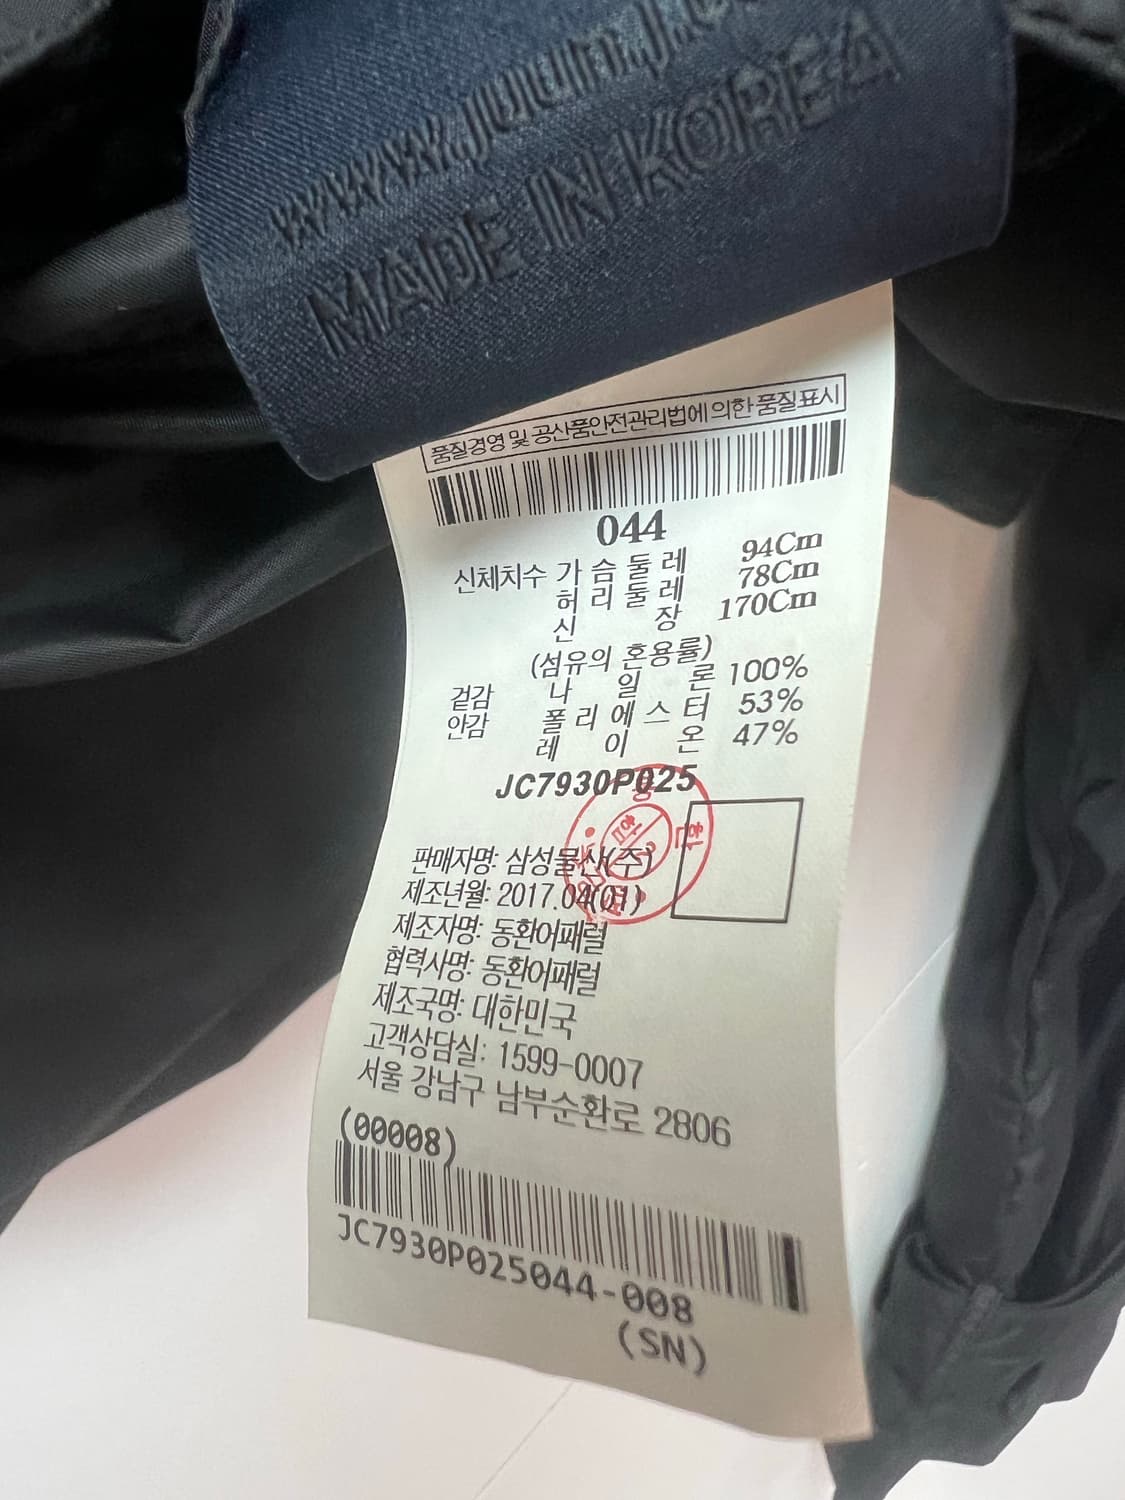 MADE IN KOREA
품질경영 및 공산품안전관리법에 의한 품질표시
044
신체치수 가슴둘레 94Cm
허리둘레 78Cm
신장 170Cm
(섬유의 혼용률)
겉감 나일론 100%
안감 폴리에스터 53%
레이온 47%
JC7930P025
판매자명: 삼성물산(주)
제조년월: 2017.04(01)
제조자명: 동환어패럴
협력사명: 동환어패럴
제조국명: 대한민국
고객상담실: 1599-0007
서울 강남구 남부순환로 2806
(00008)
JC7930P025044-008
(SN)